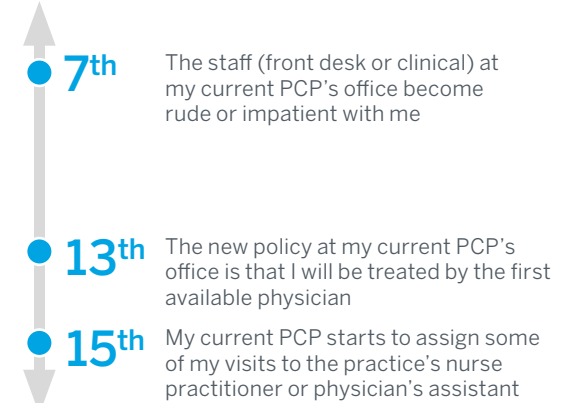 7th
The staff (front desk or clinical) at
my current PCP's office become
rude or impatient with me
13th
The new policy at my current PCP's
office is that I will be treated by the first
available physician
15th
My current PCP starts to assign some
of my visits to the practice's nurse
practitioner or physician's assistant